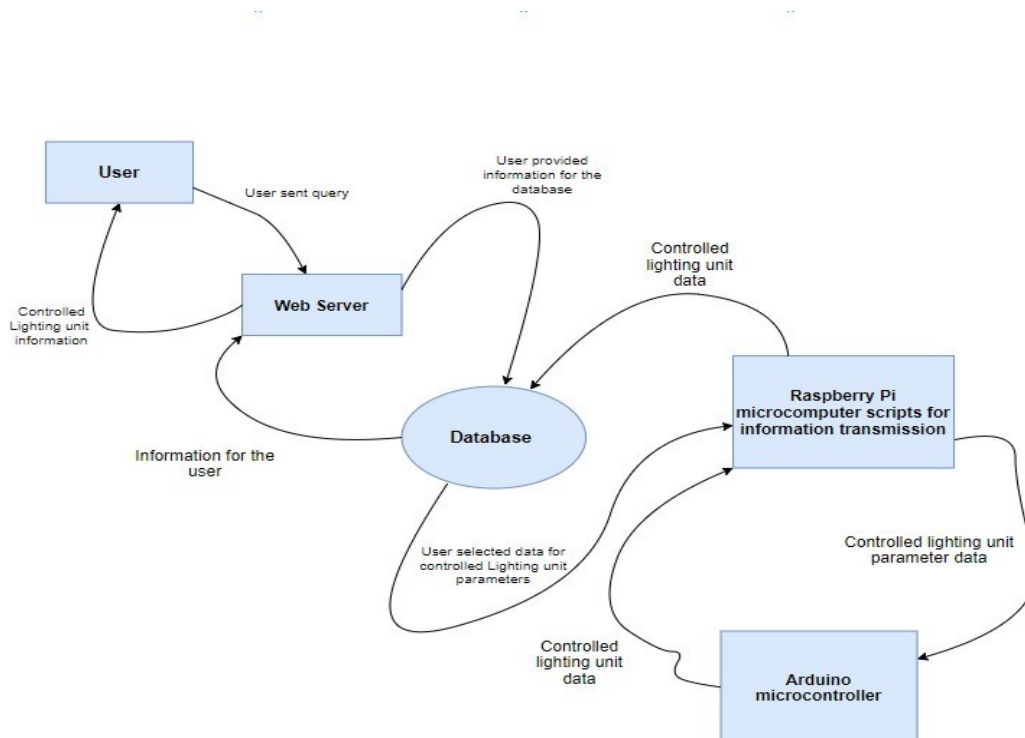 User
User sent query
User provided
information for the
database
Controlled
lighting unit
data
Web Server
Controlled
Lighting unit
information
Raspberry Pi
microcomputer scripts for
information transmission
Database
Information for the
user
User selected data for
controlled Lighting unit
parameters
Controlled lighting unit
parameter data
Controlled
lighting unit
data
Arduino
microcontroller